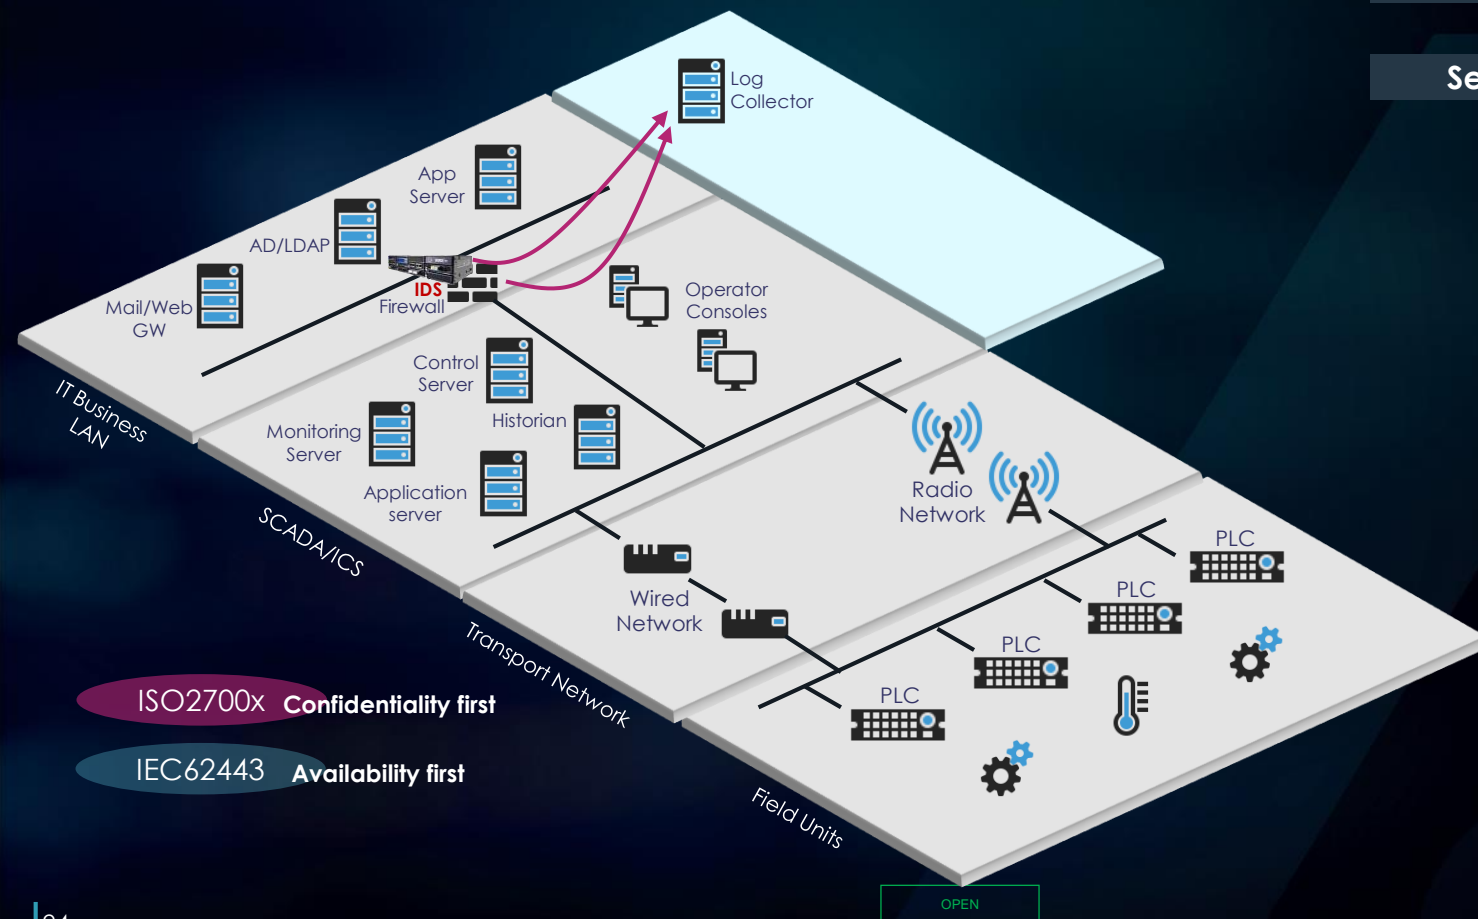 Se
Log
Collector
App
Server
AD/LDAP
Mail/Web
GW
IDS
Firewall
Operator
Consoles
Control
Server
Historian
Monitoring
Server
Application
server
IT Business
LAN
SCADA/ICS
Radio
Network
Wired
Network
Transport Network
PLC
PLC
PLC
PLC
Field Units
ISO2700x Confidentiality first
IEC62443 Availability first
OPEN